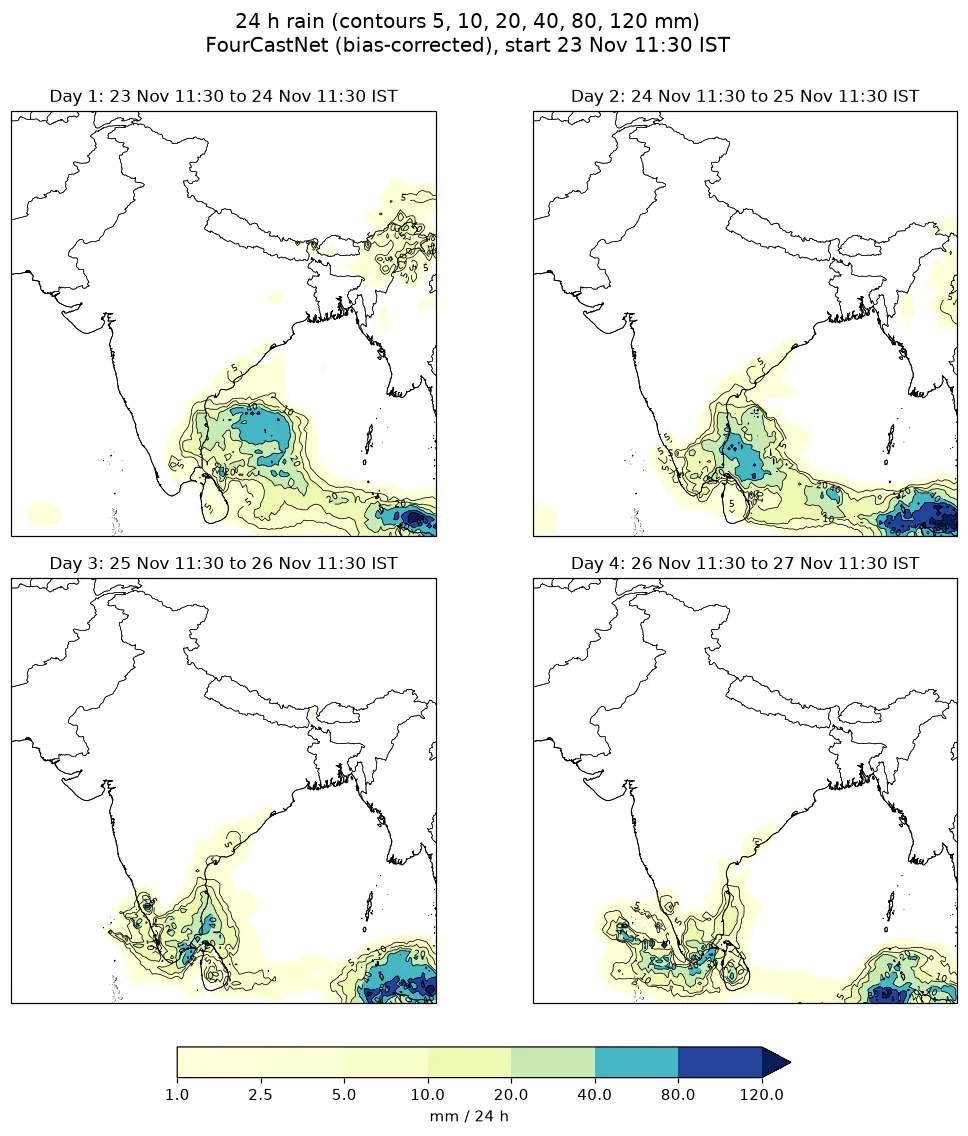 24 h rain (contours 5, 10, 20, 40, 80, 120 mm)
FourCastNet (bias-corrected), start 23 Nov 11:30 IST
Day 1: 23 Nov 11:30 to 24 Nov 11:30 IST
Day 2: 24 Nov 11:30 to 25 Nov 11:30 IST
Day 3: 25 Nov 11:30 to 26 Nov 11:30 IST
Day 4: 26 Nov 11:30 to 27 Nov 11:30 IST
1.0 2.5 5.0 10.0 20.0 40.0 80.0 120.0
mm / 24 h